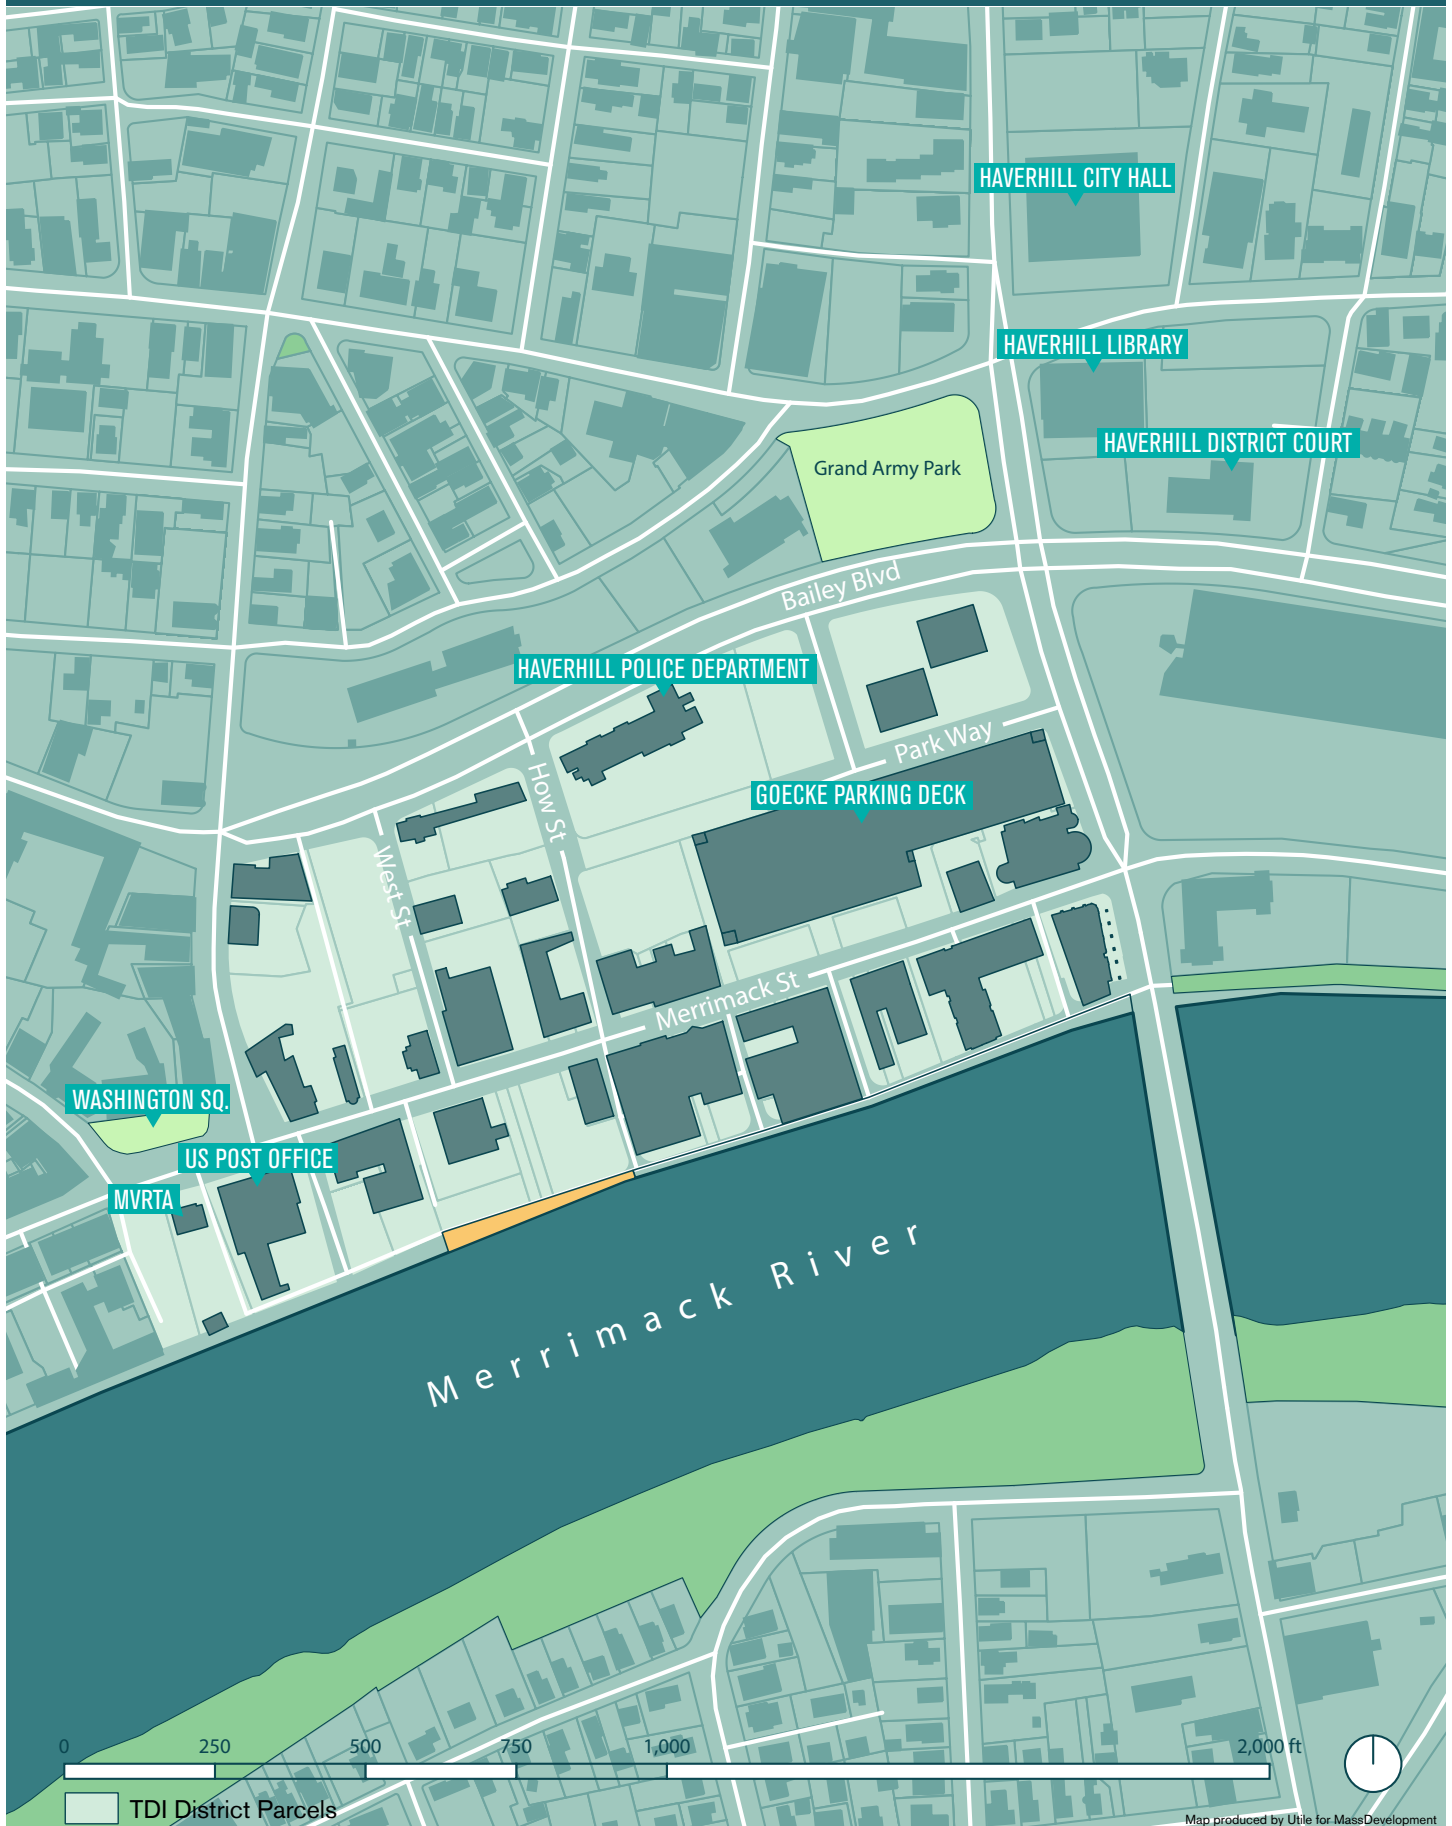 HAVERHILL CITY HALL
HAVERHILL LIBRARY
HAVERHILL DISTRICT COURT
Grand Army Park
Bailey Blvd
HAVERHILL POLICE DEPARTMENT
Park Way
How St
GOECKE PARKING DECK
West St
Merrimack St
WASHINGTON SQ.
US POST OFFICE
MVRTA
Merrimack River
0 250 500 750 1,000 2,000 ft
TDI District Parcels
Map produced by Utile for MassDevelopment